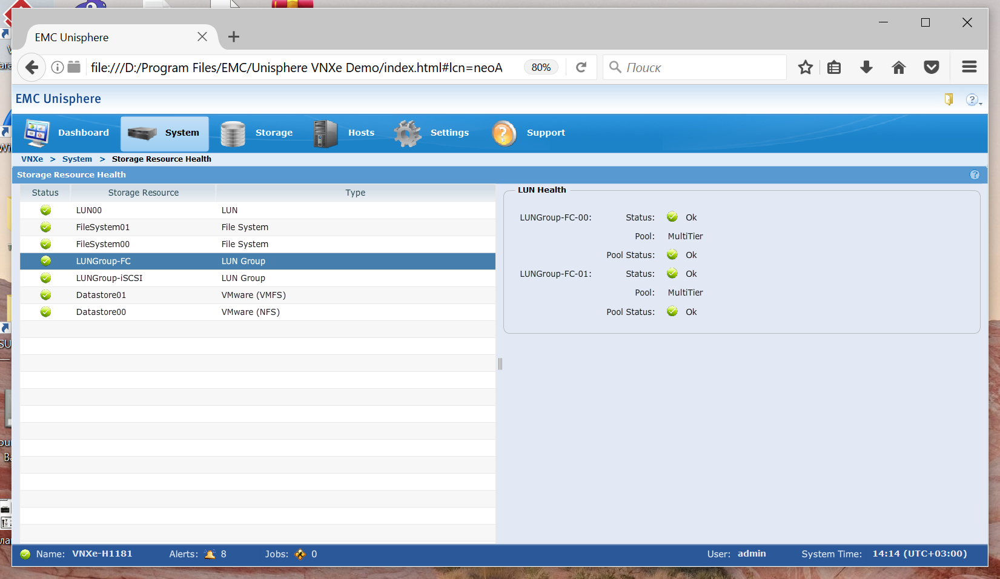 EMC Unisphere
file:///D:/Program Files/EMC/Unisphere VNXe Demo/index.html#lcn=neoA
80%
Поиск
EMC Unisphere
Dashboard System Storage Hosts Settings Support
VNXe > System > Storage Resource Health
Storage Resource Health
Status Storage Resource Type
LUN00 LUN
FileSystem01 File System
FileSystem00 File System
LUNGroup-FC LUN Group
LUNGroup-iSCSI LUN Group
Datastore01 VMware (VMFS)
Datastore00 VMware (NFS)
LUN Health
LUNGroup-FC-00: Status: Ok
Pool: MultiTier
Pool Status: Ok
LUNGroup-FC-01: Status: Ok
Pool: MultiTier
Pool Status: Ok
Name: VNXe-H1181 Alerts: 8 Jobs: 0 User: admin System Time: 14:14 (UTC+03:00)